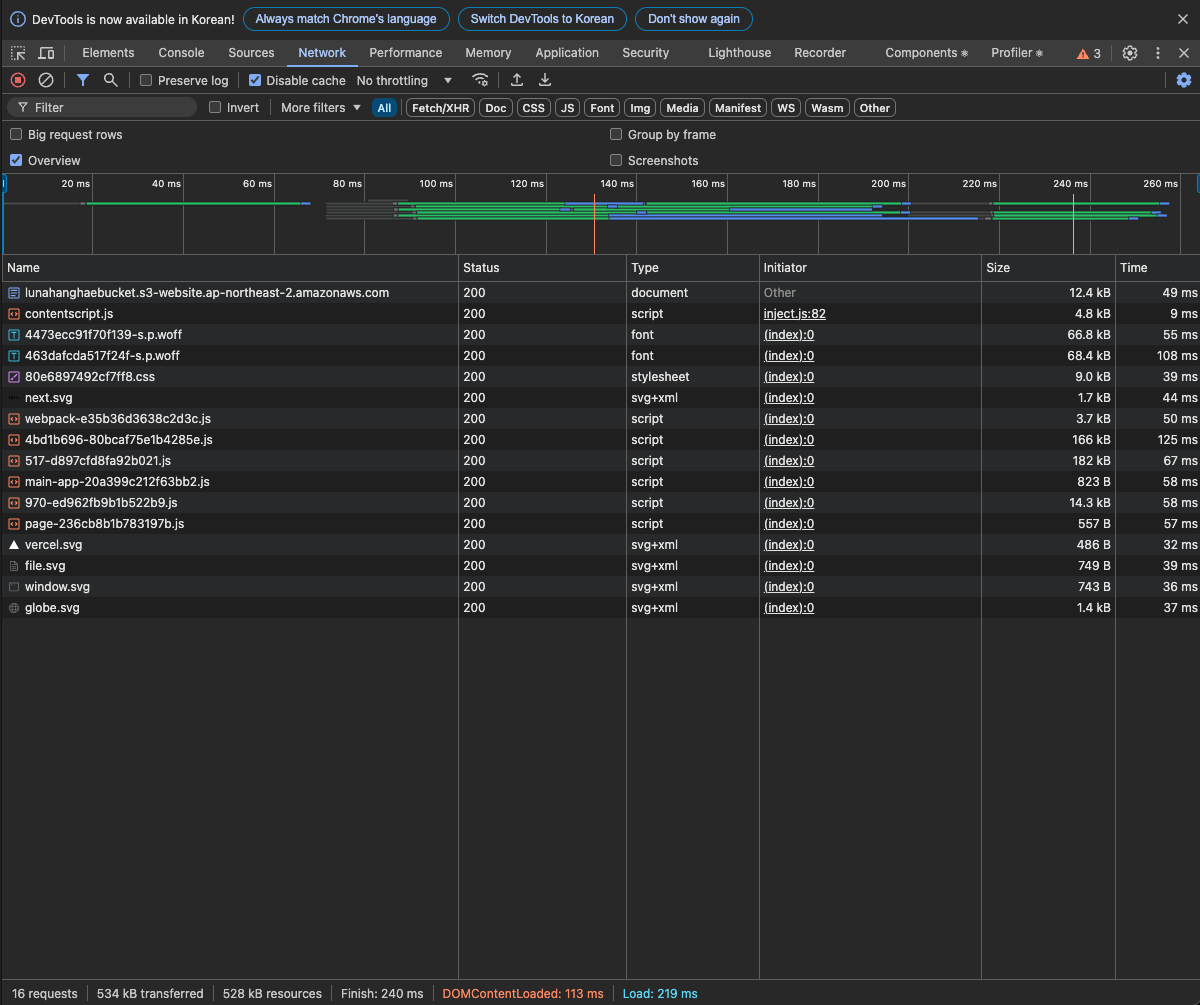 DevTools is now available in Korean! Always match Chrome's language Switch DevTools to Korean Don't show again
Elements Console Sources Network Performance Memory Application Security Lighthouse Recorder Components Profiler 3
Preserve log Disable cache No throttling
Filter Invert More filters All Fetch/XHR Doc CSS JS Font Img Media Manifest WS Wasm Other
Big request rows Group by frame
Overview Screenshots
20 ms 40 ms 60 ms 80 ms 100 ms 120 ms 140 ms 160 ms 180 ms 200 ms 220 ms 240 ms 260 ms
Name Status Type Initiator Size Time
lunahanghaebucket.s3-website.ap-northeast-2.amazonaws.com 200 document Other 12.4 kB 49 ms
contentscript.js 200 script inject.js:82 4.8 kB 9 ms
4473ecc91f70f139-s.p.woff 200 font (index):0 66.8 kB 55 ms
463dafcda517f24f-s.p.woff 200 font (index):0 68.4 kB 108 ms
80e6897492cf7ff8.css 200 stylesheet (index):0 9.0 kB 39 ms
next.svg 200 svg+xml (index):0 1.7 kB 44 ms
webpack-e35b36d3638c2d3c.js 200 script (index):0 3.7 kB 50 ms
4bd1b696-80bcaf75e1b4285e.js 200 script (index):0 166 kB 125 ms
517-d897cfd8fa92b021.js 200 script (index):0 182 kB 67 ms
main-app-20a399c212f63bb2.js 200 script (index):0 823 B 58 ms
970-ed962fb9b1b522b9.js 200 script (index):0 14.3 kB 58 ms
page-236cb8b1b783197b.js 200 script (index):0 557 B 57 ms
vercel.svg 200 svg+xml (index):0 486 B 32 ms
file.svg 200 svg+xml (index):0 749 B 39 ms
window.svg 200 svg+xml (index):0 743 B 36 ms
globe.svg 200 svg+xml (index):0 1.4 kB 37 ms
16 requests 534 kB transferred 528 kB resources Finish: 240 ms DOMContentLoaded: 113 ms Load: 219 ms